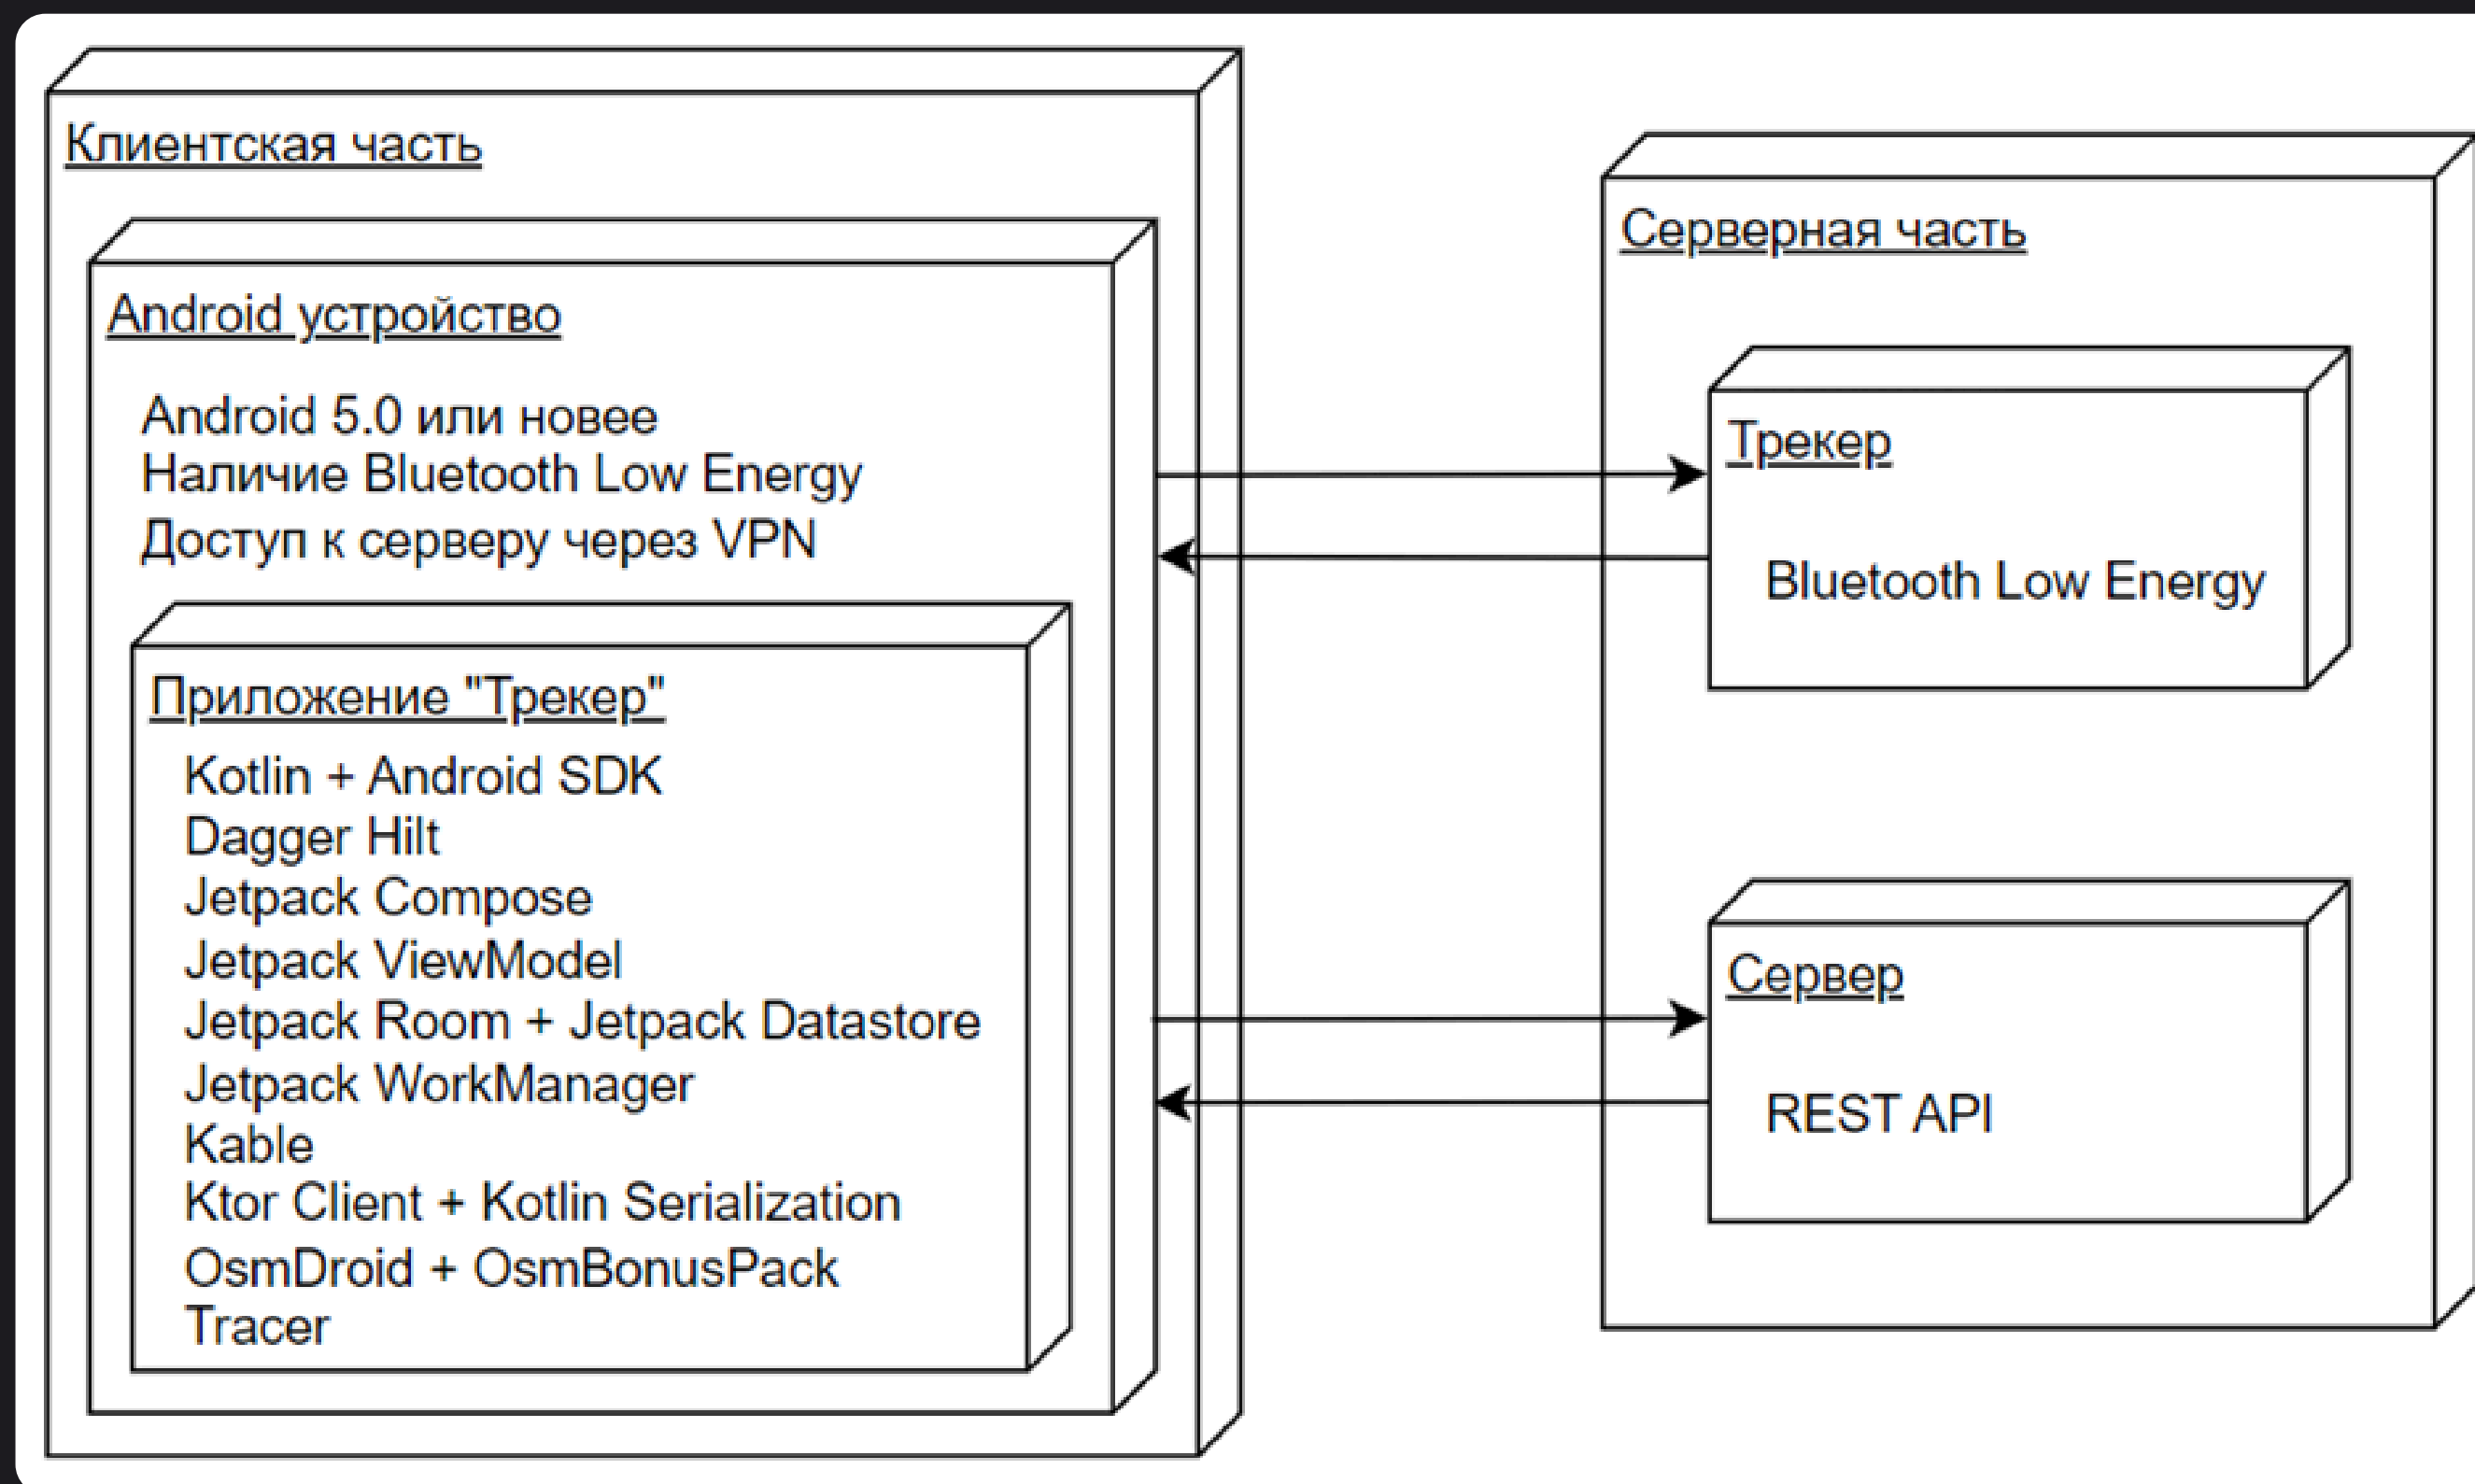 Клиентская часть
Android устройство
Android 5.0 или новее
Наличие Bluetooth Low Energy
Доступ к серверу через VPN
Приложение "Трекер"
Kotlin + Android SDK
Dagger Hilt
Jetpack Compose
Jetpack ViewModel
Jetpack Room + Jetpack Datastore
Jetpack WorkManager
Kable
Ktor Client + Kotlin Serialization
OsmDroid + OsmBonusPack
Tracer
Серверная часть
Трекер
Bluetooth Low Energy
Сервер
REST API